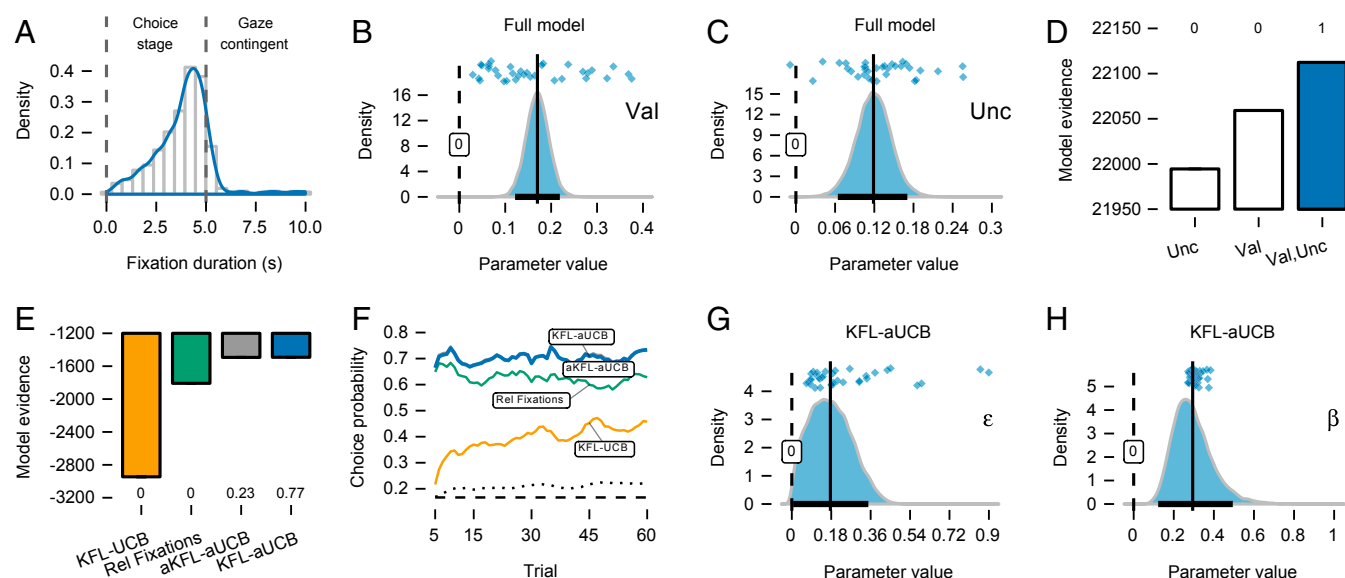 A
Choice stage
Gaze contingent
Density
0.4
0.3
0.2
0.1
0.0
0.0 2.5 5.0 7.5 10.0
Fixation duration (s)
B
Full model
Val
Density
16
12
8
4
0
0
0 0.1 0.2 0.3 0.4
Parameter value
C
Full model
Unc
Density
15
12
9
6
3
0
0
0 0.06 0.12 0.18 0.24 0.3
Parameter value
D
0 0 1
Model evidence
22150
22100
22050
22000
21950
Unc Val Val,Unc
E
Model evidence
-1200
-1600
-2000
-2400
-2800
-3200
0 0 0.23 0.77
KFL-UCB Rel Fixations aKFL-aUCB KFL-aUCB
F
Choice probability
0.8
0.7
0.6
0.5
0.4
0.3
0.2
KFL-aUCB
aKFL-aUCB
Rel Fixations
KFL-UCB
5 15 30 45 60
Trial
G
KFL-aUCB
ε
Density
4
3
2
1
0
0
0 0.18 0.36 0.54 0.72 0.9
Parameter value
H
KFL-aUCB
β
Density
5
4
3
2
1
0
0
0 0.2 0.4 0.6 0.8 1
Parameter value